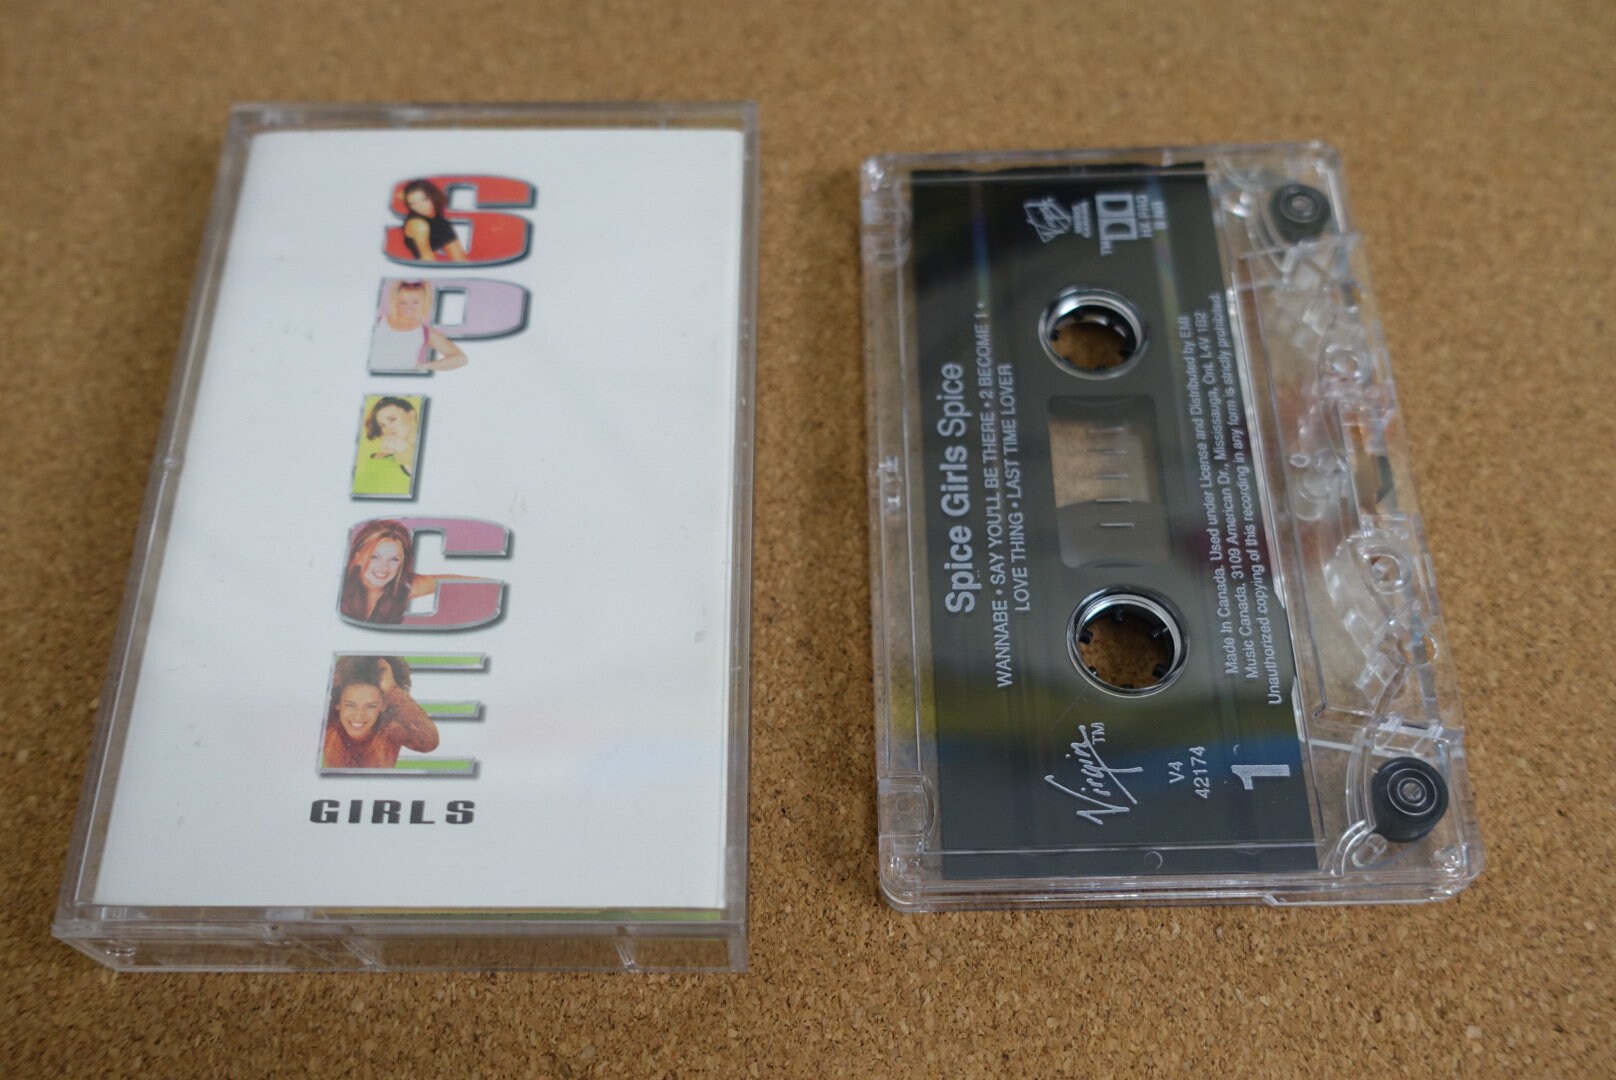 SPICE
GIRLS
Spice Girls Spice
WANNABE • SAY YOU'LL BE THERE • 2 BECOME 1 •
LOVE THING • LAST TIME LOVER
Virgin™
V4
42174
1
Made In Canada. Used under License and Distributed by EMI
Music Canada, 3109 American Dr., Mississauga, Ont. L4V 1B2
Unauthorized copying of this recording in any form is strictly prohibited.